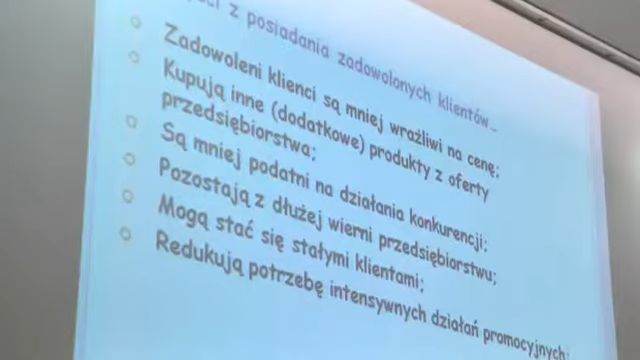 z posiadania zadowolonych klientów…
Zadowoleni klienci są mniej wrażliwi na cenę;
Kupują inne (dodatkowe) produkty z oferty
przedsiębiorstwa;
Są mniej podatni na działania konkurencji;
Pozostają z dłużej wierni przedsiębiorstwu;
Mogą stać się stałymi klientami;
Redukują potrzebę intensywnych działań promocyjnych;